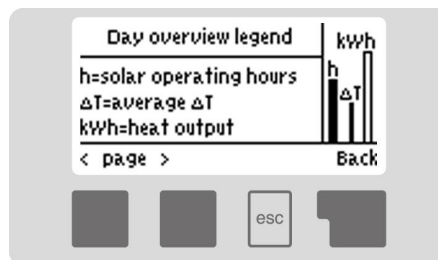 Day overview legend
h=solar operating hours
ΔT=average ΔT
kWh=heat output
kWh
h
ΔT
< page >
Back
esc